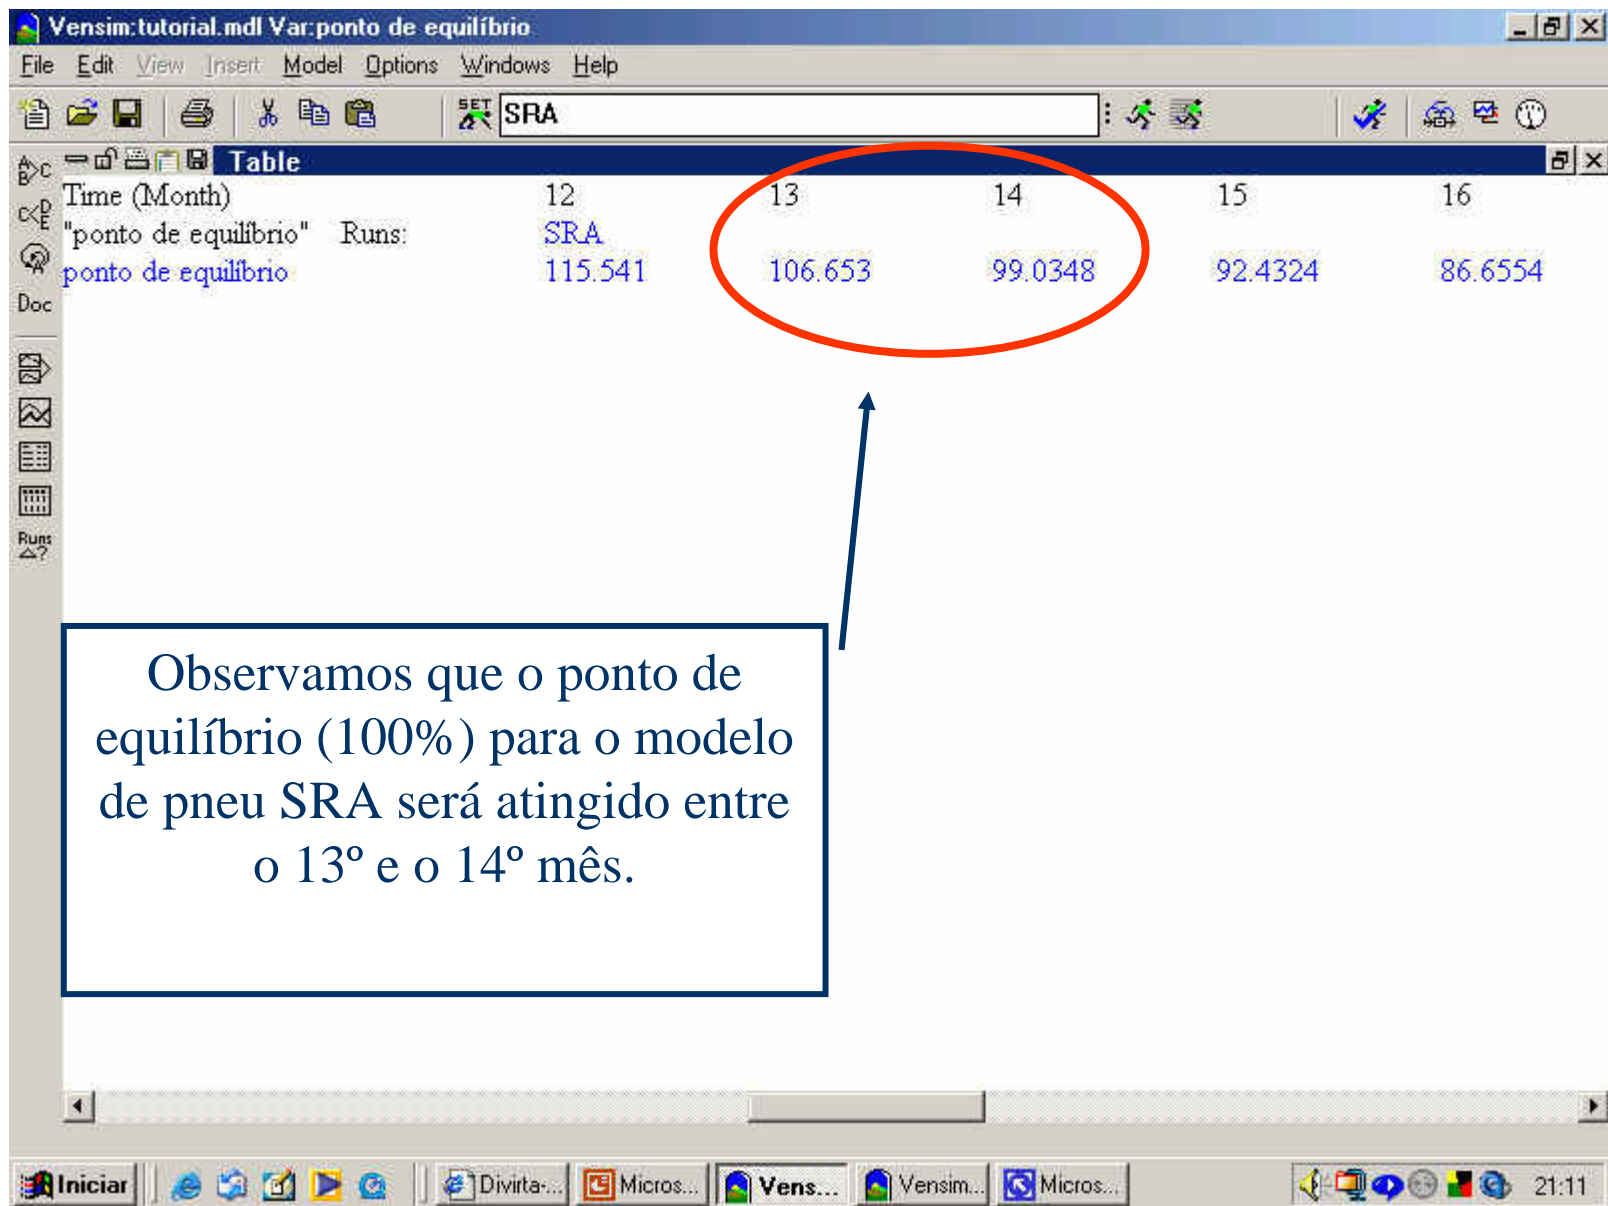 Vensim:tutorial.mdl Var:ponto de equilíbrio
File Edit View Insert Model Options Windows Help
SET SRA
Table
Time (Month) 12 13 14 15 16
"ponto de equilíbrio" Runs: SRA
ponto de equilíbrio 115.541 106.653 99.0348 92.4324 86.6554
A B C
C D E
Doc
Runs
?
Observamos que o ponto de
equilíbrio (100%) para o modelo
de pneu SRA será atingido entre
o 13º e o 14º mês.
Iniciar Divirta-... Micros... Vens... Vensim... Micros... 21:11